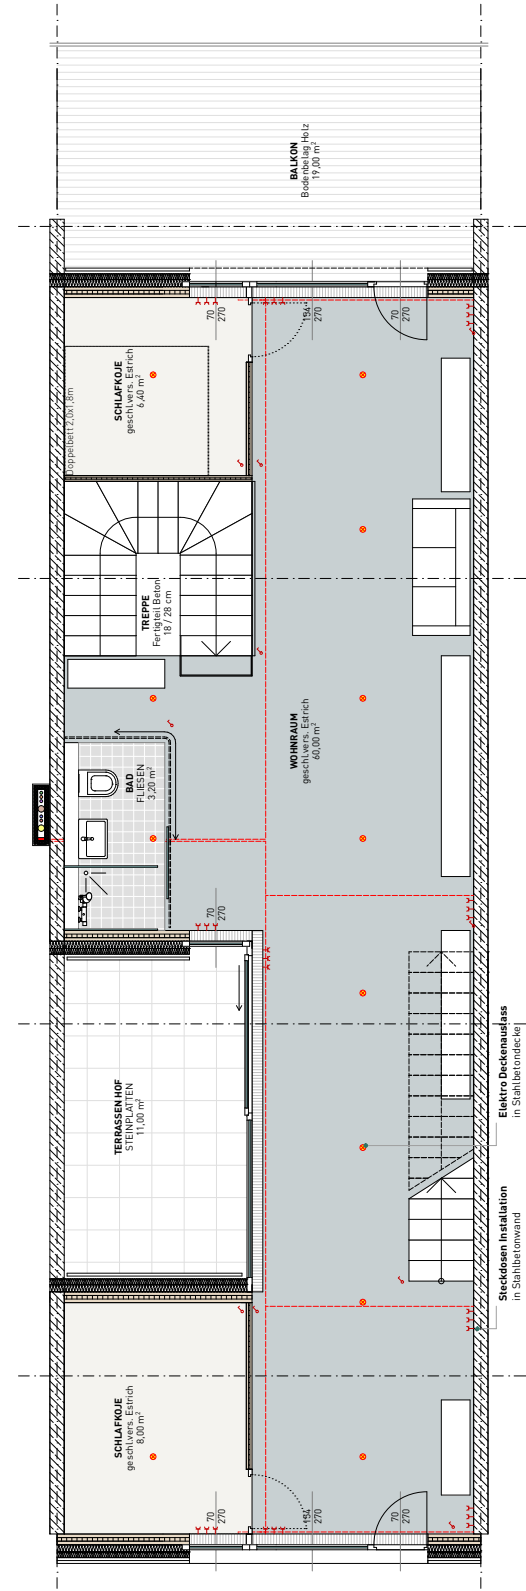 BALKON
Bodenbelag Holz
19,00 m²
70
270
154
270
70
270
SCHLAFKOJE
geschl.vers. Estrich
6,40 m²
Doppelbett 2,0x1,8m
TREPPE
Fertigteil Beton
18 / 28 cm
WOHNRAUM
geschl.vers. Estrich
60,00 m²
BAD
FLIESEN
3,20 m²
70
270
TERRASSEN HOF
STEINPLATTEN
11,00 m²
Elektro Deckenauslass
in Stahlbetondecke
Steckdosen Installation
in Stahlbetonwand
SCHLAFKOJE
geschl.vers. Estrich
8,00 m²
70
270
154
270
70
270